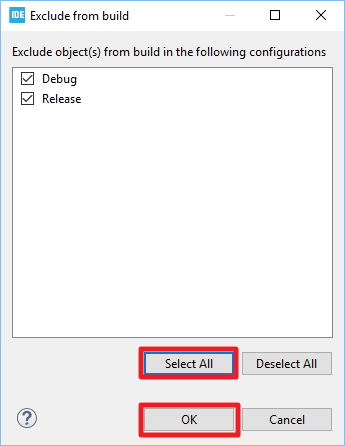 IDE Exclude from build
Exclude object(s) from build in the following configurations
Debug
Release
Select All Deselect All
? OK Cancel